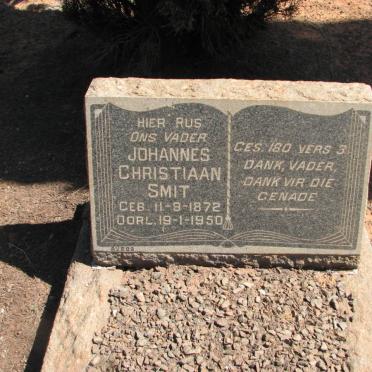 HIER RUS
ONS VADER
JOHANNES
CHRISTIAAN
SMIT
GEB. 11-9-1872
OORL. 19-1-1950
GES. 180 VERS 3
DANK, VADER,
DANK VIR DIE
GENADE